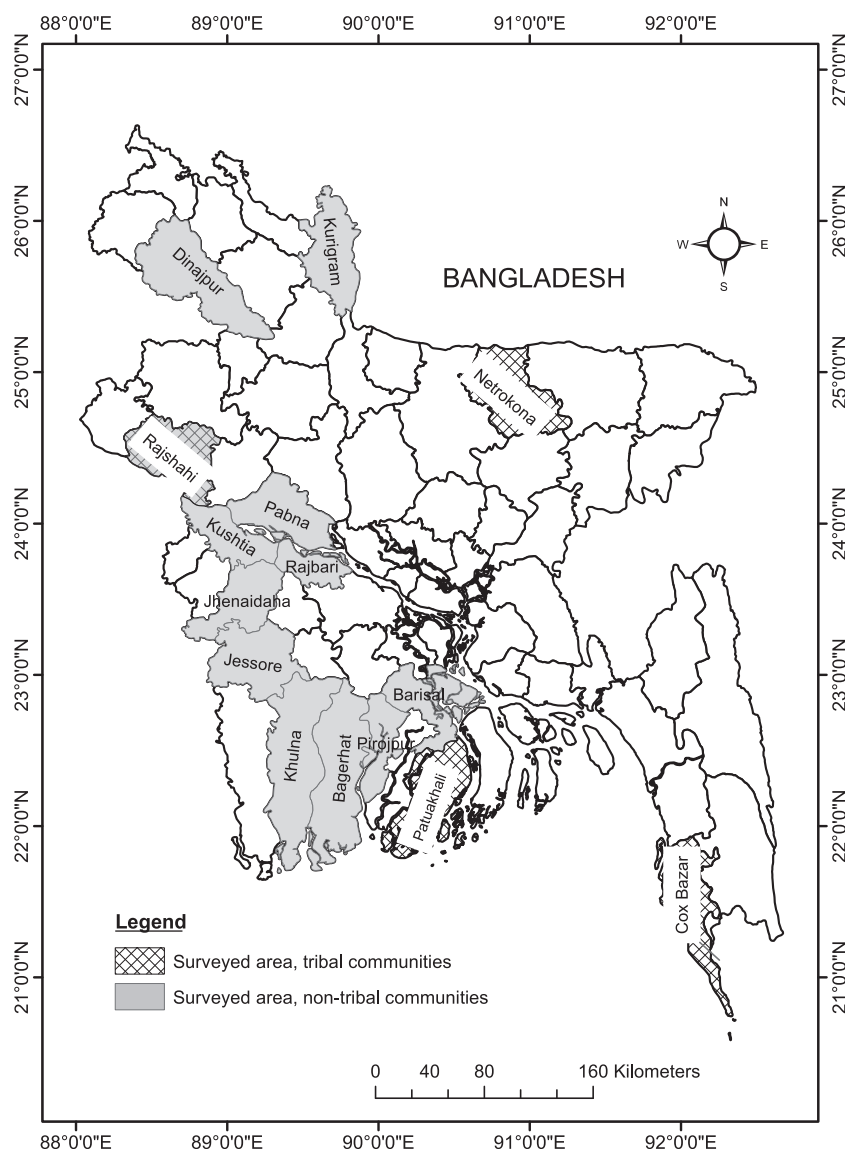 88°0'0"E 89°0'0"E 90°0'0"E 91°0'0"E 92°0'0"E
27°0'0"N 27°0'0"N
26°0'0"N 26°0'0"N
25°0'0"N 25°0'0"N
24°0'0"N 24°0'0"N
23°0'0"N 23°0'0"N
22°0'0"N 22°0'0"N
21°0'0"N 21°0'0"N
N
W E
S
BANGLADESH
Kurigram
Dinajpur
Netrokona
Rajshahi
Pabna
Kushtia
Rajbari
Jhenaidaha
Jessore
Barisal
Khulna
Bagerhat
Pirojpur
Patuakhali
Cox Bazar
Legend
Surveyed area, tribal communities
Surveyed area, non-tribal communities
0 40 80 160 Kilometers
88°0'0"E 89°0'0"E 90°0'0"E 91°0'0"E 92°0'0"E